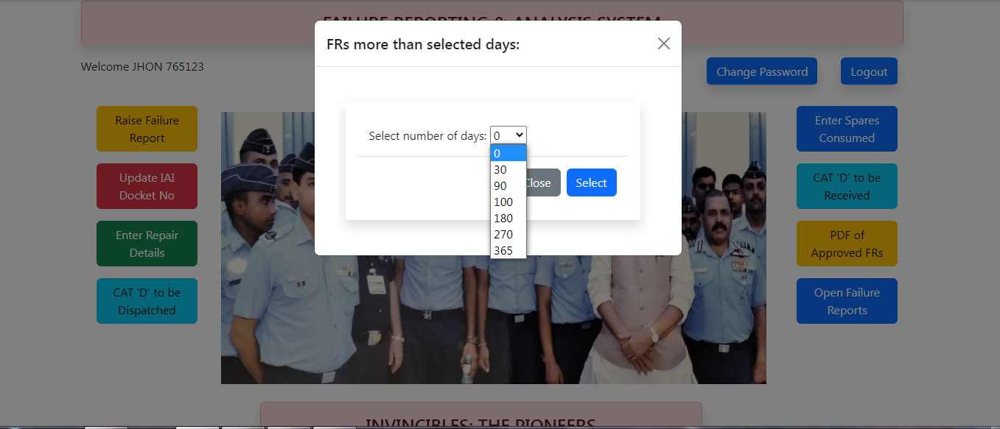 FAILURE REPORTING & ANALYSIS SYSTEM
FRs more than selected days:
Welcome JHON 765123
Change Password
Logout
Raise Failure
Report
Update IAI
Docket No
Enter Repair
Details
CAT 'D' to be
Dispatched
Select number of days: 0
0
30
90
100
180
270
365
Close
Select
Enter Spares
Consumed
CAT 'D' to be
Received
PDF of
Approved FRs
Open Failure
Reports
INVINCIBLES: THE PIONEERS